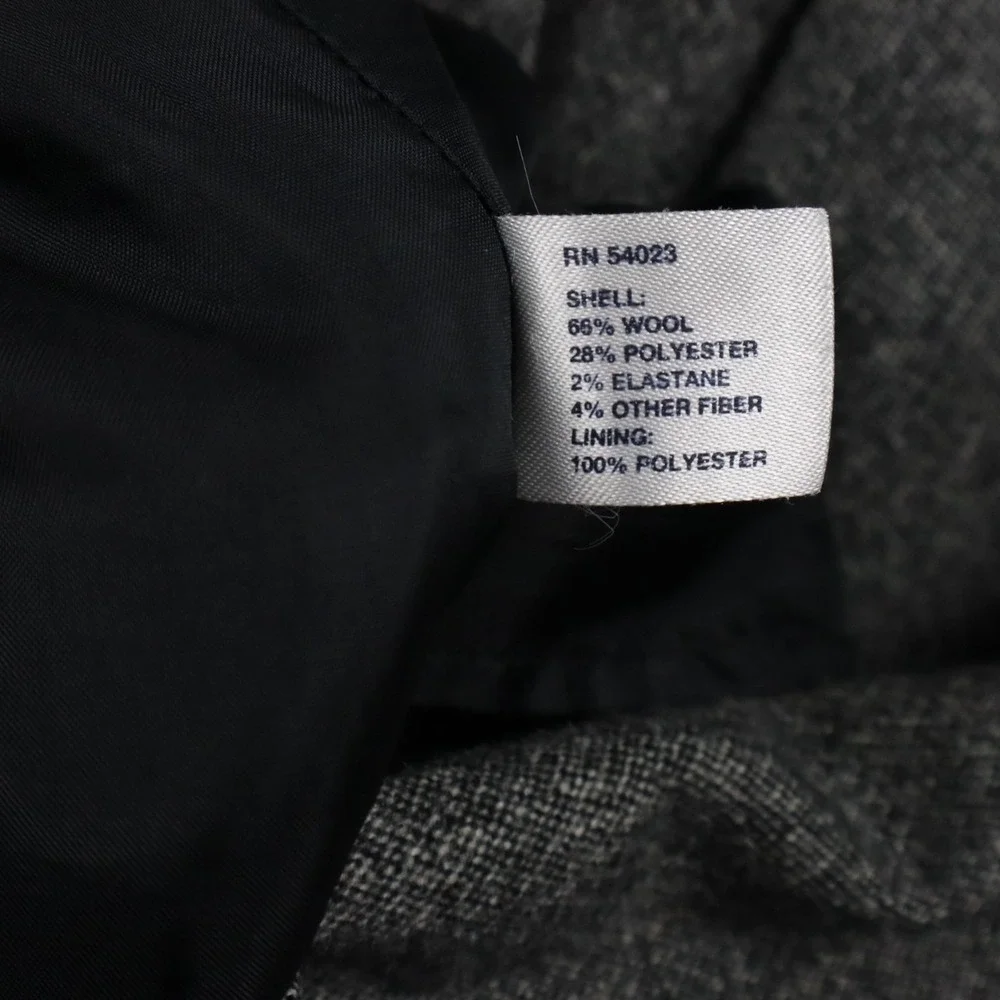 RN 54023
SHELL:
66% WOOL
28% POLYESTER
2% ELASTANE
4% OTHER FIBER
LINING:
100% POLYESTER